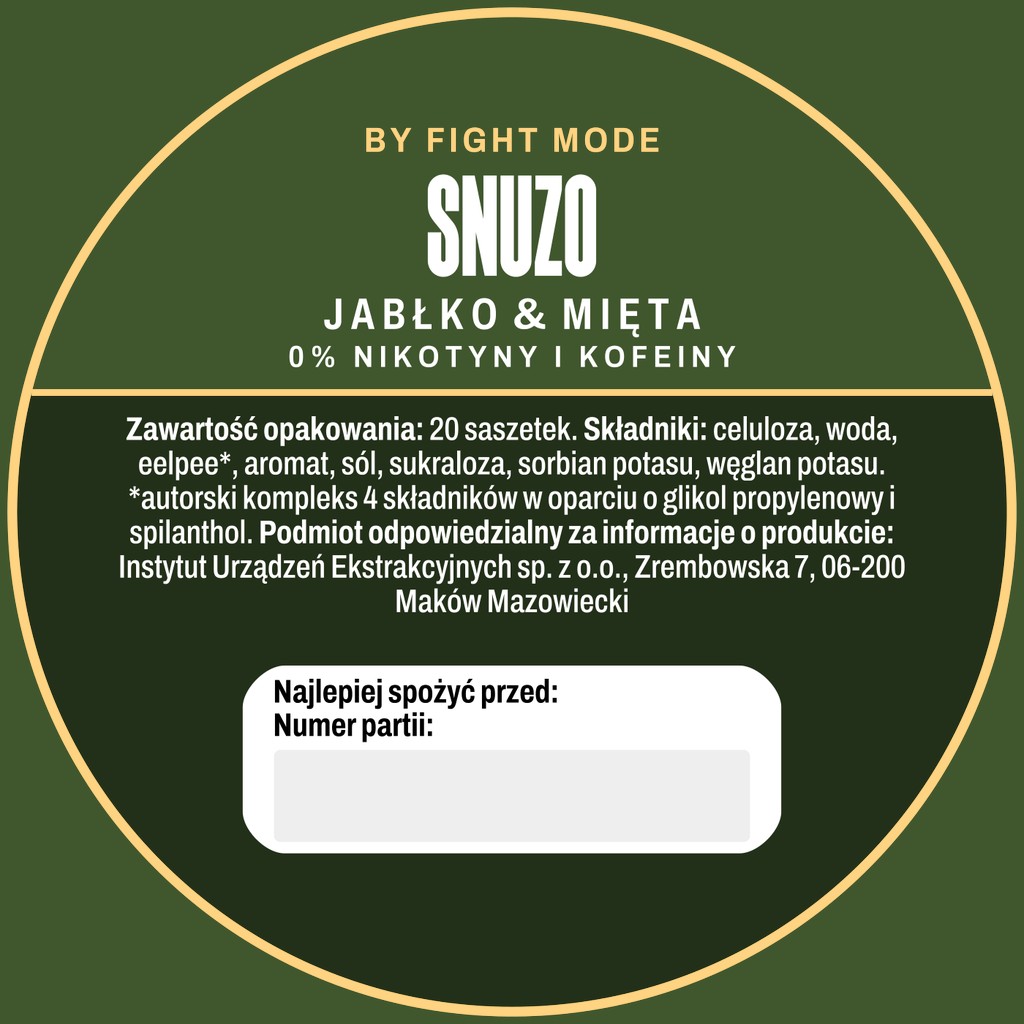 BY FIGHT MODE
SNUZO
JABŁKO & MIĘTA
0% NIKOTYNY I KOFEINY
Zawartość opakowania: 20 saszetek. Składniki: celuloza, woda,
eelpee*, aromat, sól, sukraloza, sorbian potasu, węglan potasu.
*autorski kompleks 4 składników w oparciu o glikol propylenowy i
spilanthol. Podmiot odpowiedzialny za informacje o produkcie:
Instytut Urządzeń Ekstrakcyjnych sp. z o.o., Zrembowska 7, 06-200
Maków Mazowiecki
Najlepiej spożyć przed:
Numer partii: